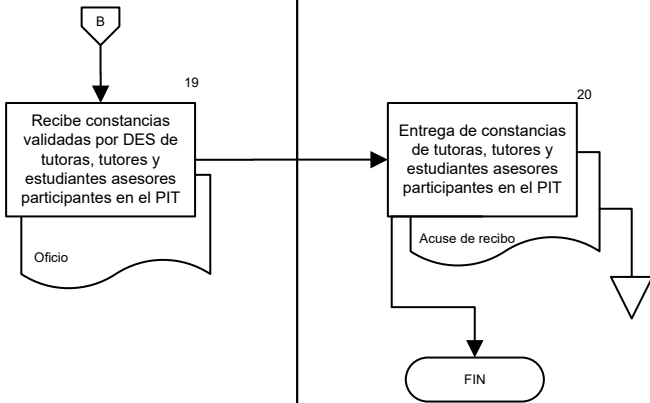 B
19
Recibe constancias
validadas por DES de
tutoras, tutores y
estudiantes asesores
participantes en el PIT
Oficio
20
Entrega de constancias
de tutoras, tutores y
estudiantes asesores
participantes en el PIT
Acuse de recibo
FIN